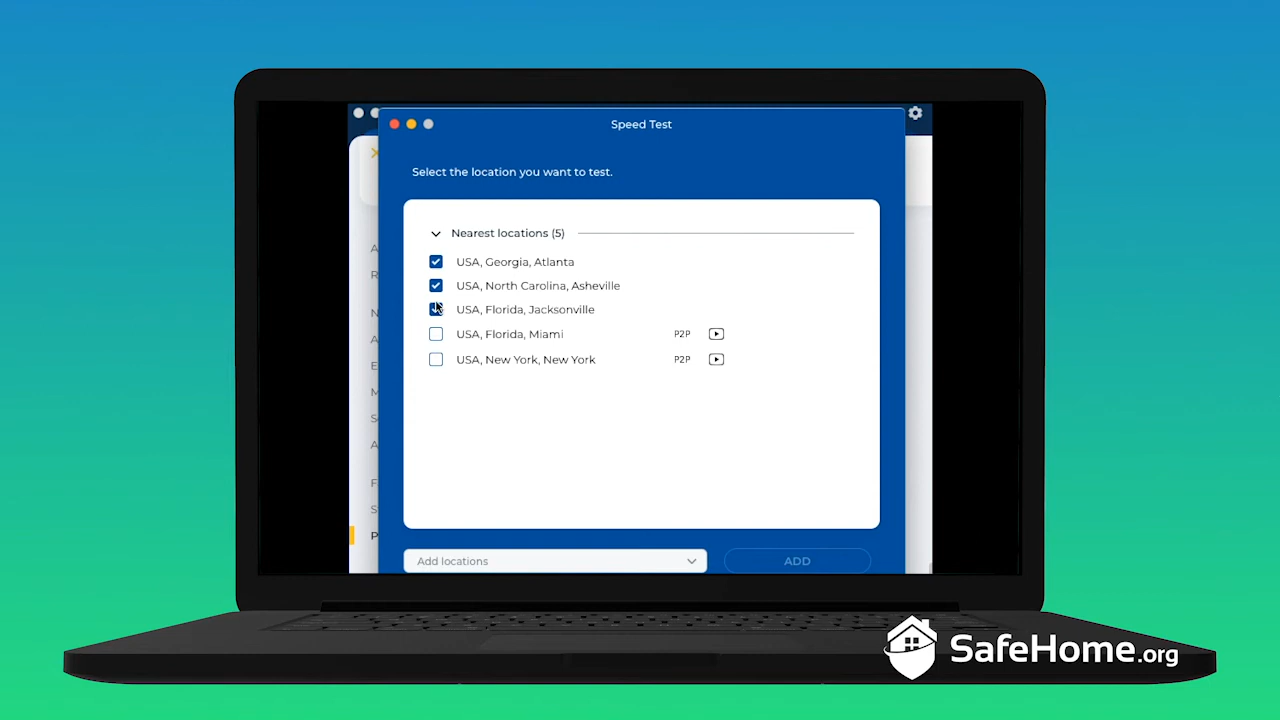 Speed Test
Select the location you want to test.
Nearest locations (5)
USA, Georgia, Atlanta
USA, North Carolina, Asheville
USA, Florida, Jacksonville
USA, Florida, Miami P2P
USA, New York, New York P2P
Add locations ADD
SafeHome.org